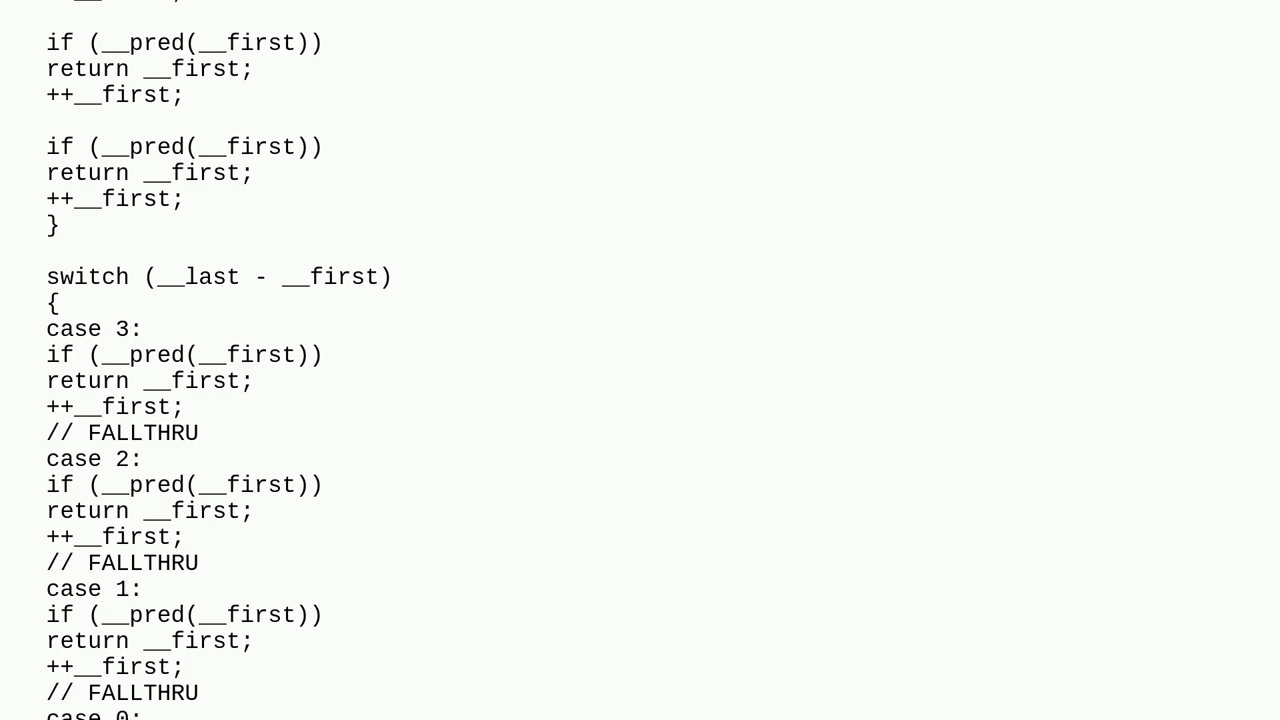 if (__pred(__first))
return __first;
++__first;

if (__pred(__first))
return __first;
++__first;
}

switch (__last - __first)
{
case 3:
if (__pred(__first))
return __first;
++__first;
// FALLTHRU
case 2:
if (__pred(__first))
return __first;
++__first;
// FALLTHRU
case 1:
if (__pred(__first))
return __first;
++__first;
// FALLTHRU
case 0: